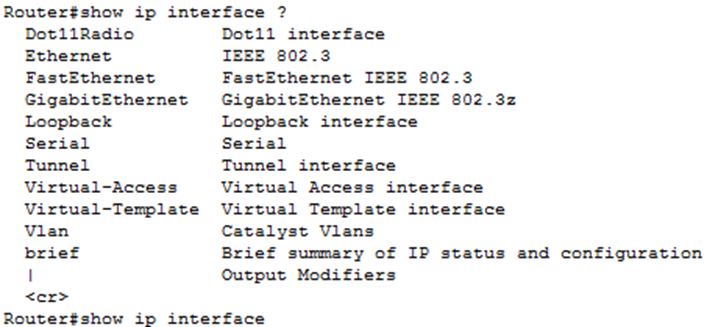 Router#show ip interface ?
  Dot11Radio        Dot11 interface
  Ethernet          IEEE 802.3
  FastEthernet      FastEthernet IEEE 802.3
  GigabitEthernet   GigabitEthernet IEEE 802.3z
  Loopback          Loopback interface
  Serial            Serial
  Tunnel            Tunnel interface
  Virtual-Access    Virtual Access interface
  Virtual-Template  Virtual Template interface
  Vlan              Catalyst Vlans
  brief             Brief summary of IP status and configuration
  |                 Output Modifiers
  <cr>
Router#show ip interface